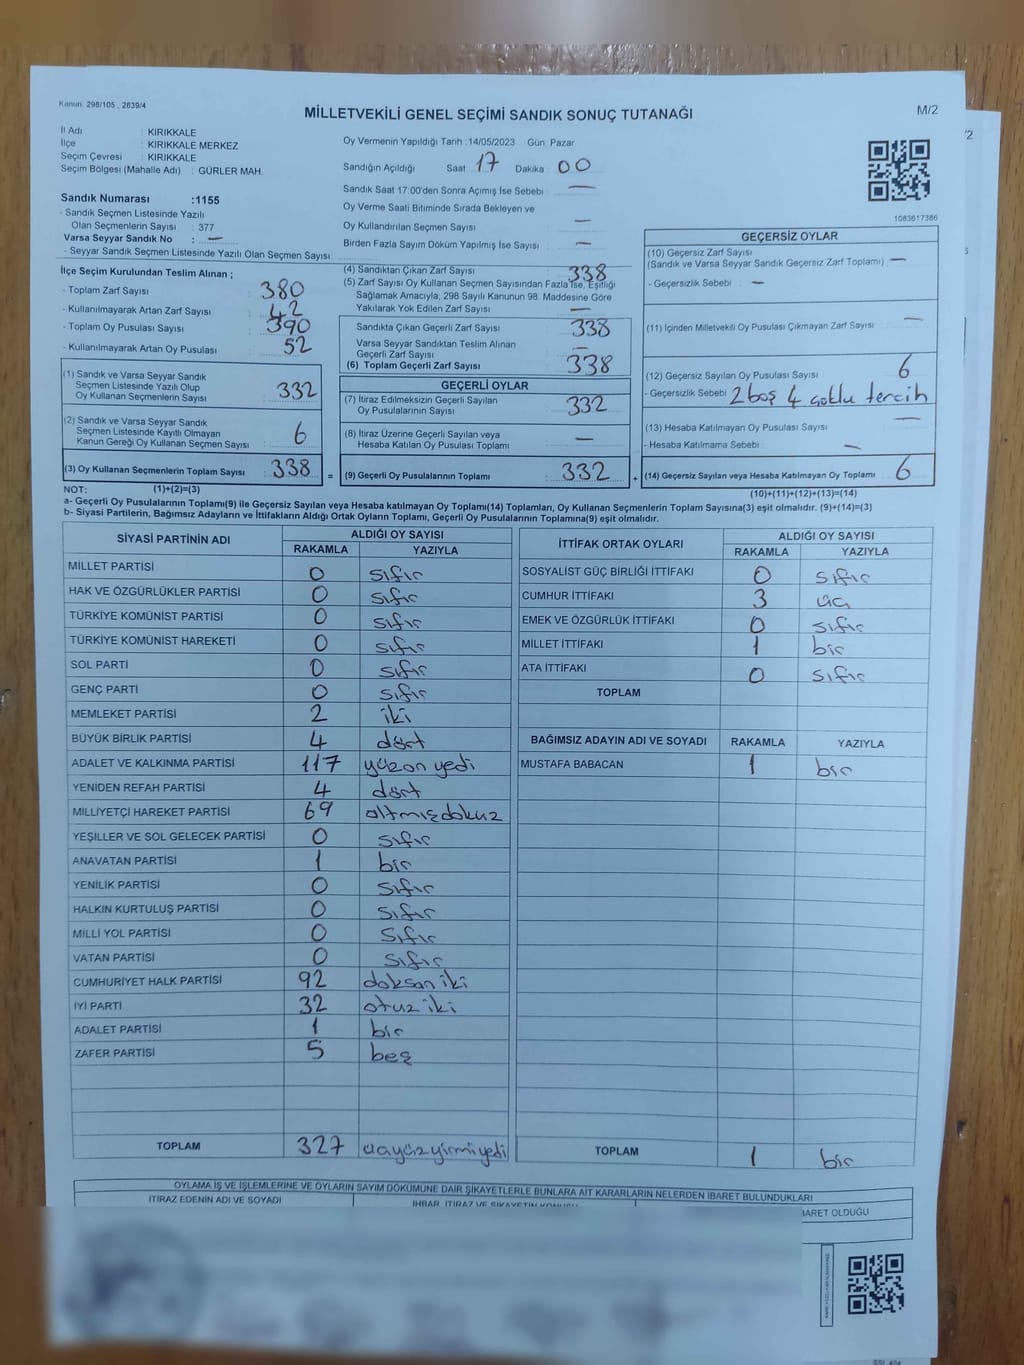 Kanun: 298/105 , 2839/4
MİLLETVEKİLİ GENEL SEÇİMİ SANDIK SONUÇ TUTANAĞI
M/2
İl Adı : KIRIKKALE
İlçe : KIRIKKALE MERKEZ
Seçim Çevresi : KIRIKKALE
Seçim Bölgesi (Mahalle Adı) : GÜRLER MAH.
Sandık Numarası :1155
- Sandık Seçmen Listesinde Yazılı
Olan Seçmenlerin Sayısı : 377
Varsa Seyyar Sandık No : —
- Seyyar Sandık Seçmen Listesinde Yazılı Olan Seçmen Sayısı:
Oy Vermenin Yapıldığı Tarih :14/05/2023 Gün: Pazar
Sandığın Açıldığı Saat 17 Dakika 00
Sandık Saat 17:00'den Sonra Açımış İse Sebebi : —
Oy Verme Saati Bitiminde Sırada Bekleyen ve
Oy Kullandırılan Seçmen Sayısı : —
Birden Fazla Sayım Döküm Yapılmış İse Sayısı : —
1083617386
İlçe Seçim Kurulundan Teslim Alınan ;
- Toplam Zarf Sayısı : 380
- Kullanılmayarak Artan Zarf Sayısı : 42
- Toplam Oy Pusulası Sayısı : 390
- Kullanılmayarak Artan Oy Pusulası : 52
(1) Sandık ve Varsa Seyyar Sandık
Seçmen Listesinde Yazılı Olup
Oy Kullanan Seçmenlerin Sayısı : 332
(2) Sandık ve Varsa Seyyar Sandık
Seçmen Listesinde Kayıtlı Olmayan
Kanun Gereği Oy Kullanan Seçmen Sayısı : 6
(3) Oy Kullanan Seçmenlerin Toplam Sayısı : 338
(1)+(2)=(3)
(4) Sandıktan Çıkan Zarf Sayısı : 338
(5) Zarf Sayısı Oy Kullanan Seçmen Sayısından Fazla İse, Eşitliği
Sağlamak Amacıyla, 298 Sayılı Kanunun 98. Maddesine Göre
Yakılarak Yok Edilen Zarf Sayısı : —
Sandıkta Çıkan Geçerli Zarf Sayısı : 338
Varsa Seyyar Sandıktan Teslim Alınan
Geçerli Zarf Sayısı : —
(6) Toplam Geçerli Zarf Sayısı : 338
GEÇERLİ OYLAR
(7) İtiraz Edilmeksizin Geçerli Sayılan
Oy Pusulalarının Sayısı : 332
(8) İtiraz Üzerine Geçerli Sayılan veya
Hesaba Katılan Oy Pusulası Toplamı : —
= (9) Geçerli Oy Pusulalarının Toplamı : 332 +
GEÇERSİZ OYLAR
(10) Geçersiz Zarf Sayısı
(Sandık ve Varsa Seyyar Sandık Geçersiz Zarf Toplamı) : —
- Geçersizlik Sebebi : —
(11) İçinden Milletvekili Oy Pusulası Çıkmayan Zarf Sayısı : —
(12) Geçersiz Sayılan Oy Pusulası Sayısı : 6
- Geçersizlik Sebebi : 2 boş 4 çoklu tercih
(13) Hesaba Katılmayan Oy Pusulası Sayısı : —
- Hesaba Katılmama Sebebi : —
(14) Geçersiz Sayılan veya Hesaba Katılmayan Oy Toplamı : 6
(10)+(11)+(12)+(13)=(14)
NOT:
a- Geçerli Oy Pusulalarının Toplamı(9) ile Geçersiz Sayılan veya Hesaba katılmayan Oy Toplamı(14) Toplamları, Oy Kullanan Seçmenlerin Toplam Sayısına(3) eşit olmalıdır. (9)+(14)=(3)
b- Siyasi Partilerin, Bağımsız Adayların ve İttifakların Aldığı Ortak Oyların Toplamı, Geçerli Oy Pusulalarının Toplamına(9) eşit olmalıdır.
SİYASİ PARTİNİN ADI ALDIĞI OY SAYISI
RAKAMLA YAZIYLA
MİLLET PARTİSİ 0 sıfır
HAK VE ÖZGÜRLÜKLER PARTİSİ 0 sıfır
TÜRKİYE KOMÜNİST PARTİSİ 0 sıfır
TÜRKİYE KOMÜNİST HAREKETİ 0 sıfır
SOL PARTİ 0 sıfır
GENÇ PARTİ 0 sıfır
MEMLEKET PARTİSİ 2 iki
BÜYÜK BİRLİK PARTİSİ 4 dört
ADALET VE KALKINMA PARTİSİ 117 yüzon yedi
YENİDEN REFAH PARTİSİ 4 dört
MİLLİYETÇİ HAREKET PARTİSİ 69 altmışdokuz
YEŞİLLER VE SOL GELECEK PARTİSİ 0 sıfır
ANAVATAN PARTİSİ 1 bir
YENİLİK PARTİSİ 0 sıfır
HALKIN KURTULUŞ PARTİSİ 0 sıfır
MİLLİ YOL PARTİSİ 0 sıfır
VATAN PARTİSİ 0 sıfır
CUMHURİYET HALK PARTİSİ 92 doksan iki
İYİ PARTİ 32 otuz iki
ADALET PARTİSİ 1 bir
ZAFER PARTİSİ 5 beş
TOPLAM 327 üçyüzyirmiyedi
İTTİFAK ORTAK OYLARI ALDIĞI OY SAYISI
RAKAMLA YAZIYLA
SOSYALİST GÜÇ BİRLİĞİ İTTİFAKI 0 sıfır
CUMHUR İTTİFAKI 3 üç
EMEK VE ÖZGÜRLÜK İTTİFAKI 0 sıfır
MİLLET İTTİFAKI 1 bir
ATA İTTİFAKI 0 sıfır
TOPLAM
BAĞIMSIZ ADAYIN ADI VE SOYADI RAKAMLA YAZIYLA
MUSTAFA BABACAN 1 bir
TOPLAM 1 bir
OYLAMA İŞ VE İŞLEMLERİNE VE OYLARIN SAYIM DÖKÜMÜNE DAİR ŞİKAYETLERLE BUNLARA AİT KARARLARIN NELERDEN İBARET BULUNDUKLARI
İTİRAZ EDENİN ADI VE SOYADI
İHBAR, İTİRAZ VE ŞİKAYETİN KONUSU
BARET OLDUĞU